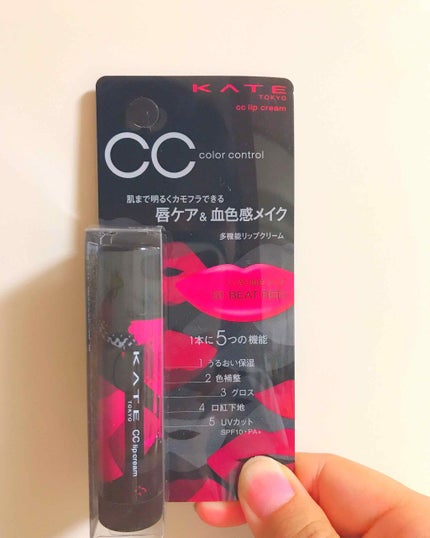 KATE
TOKYO
cc lip cream
CC color control
肌まで明るくカモフラできる
唇ケア&血色感メイク
多機能リップクリーム
BEAT
1本に5つの機能
1 うるおい保湿
2 色補整
3 グロス
4 口紅下地
5 UVカット
SPF10・PA+
KATE
TOKYO
CC lip cream